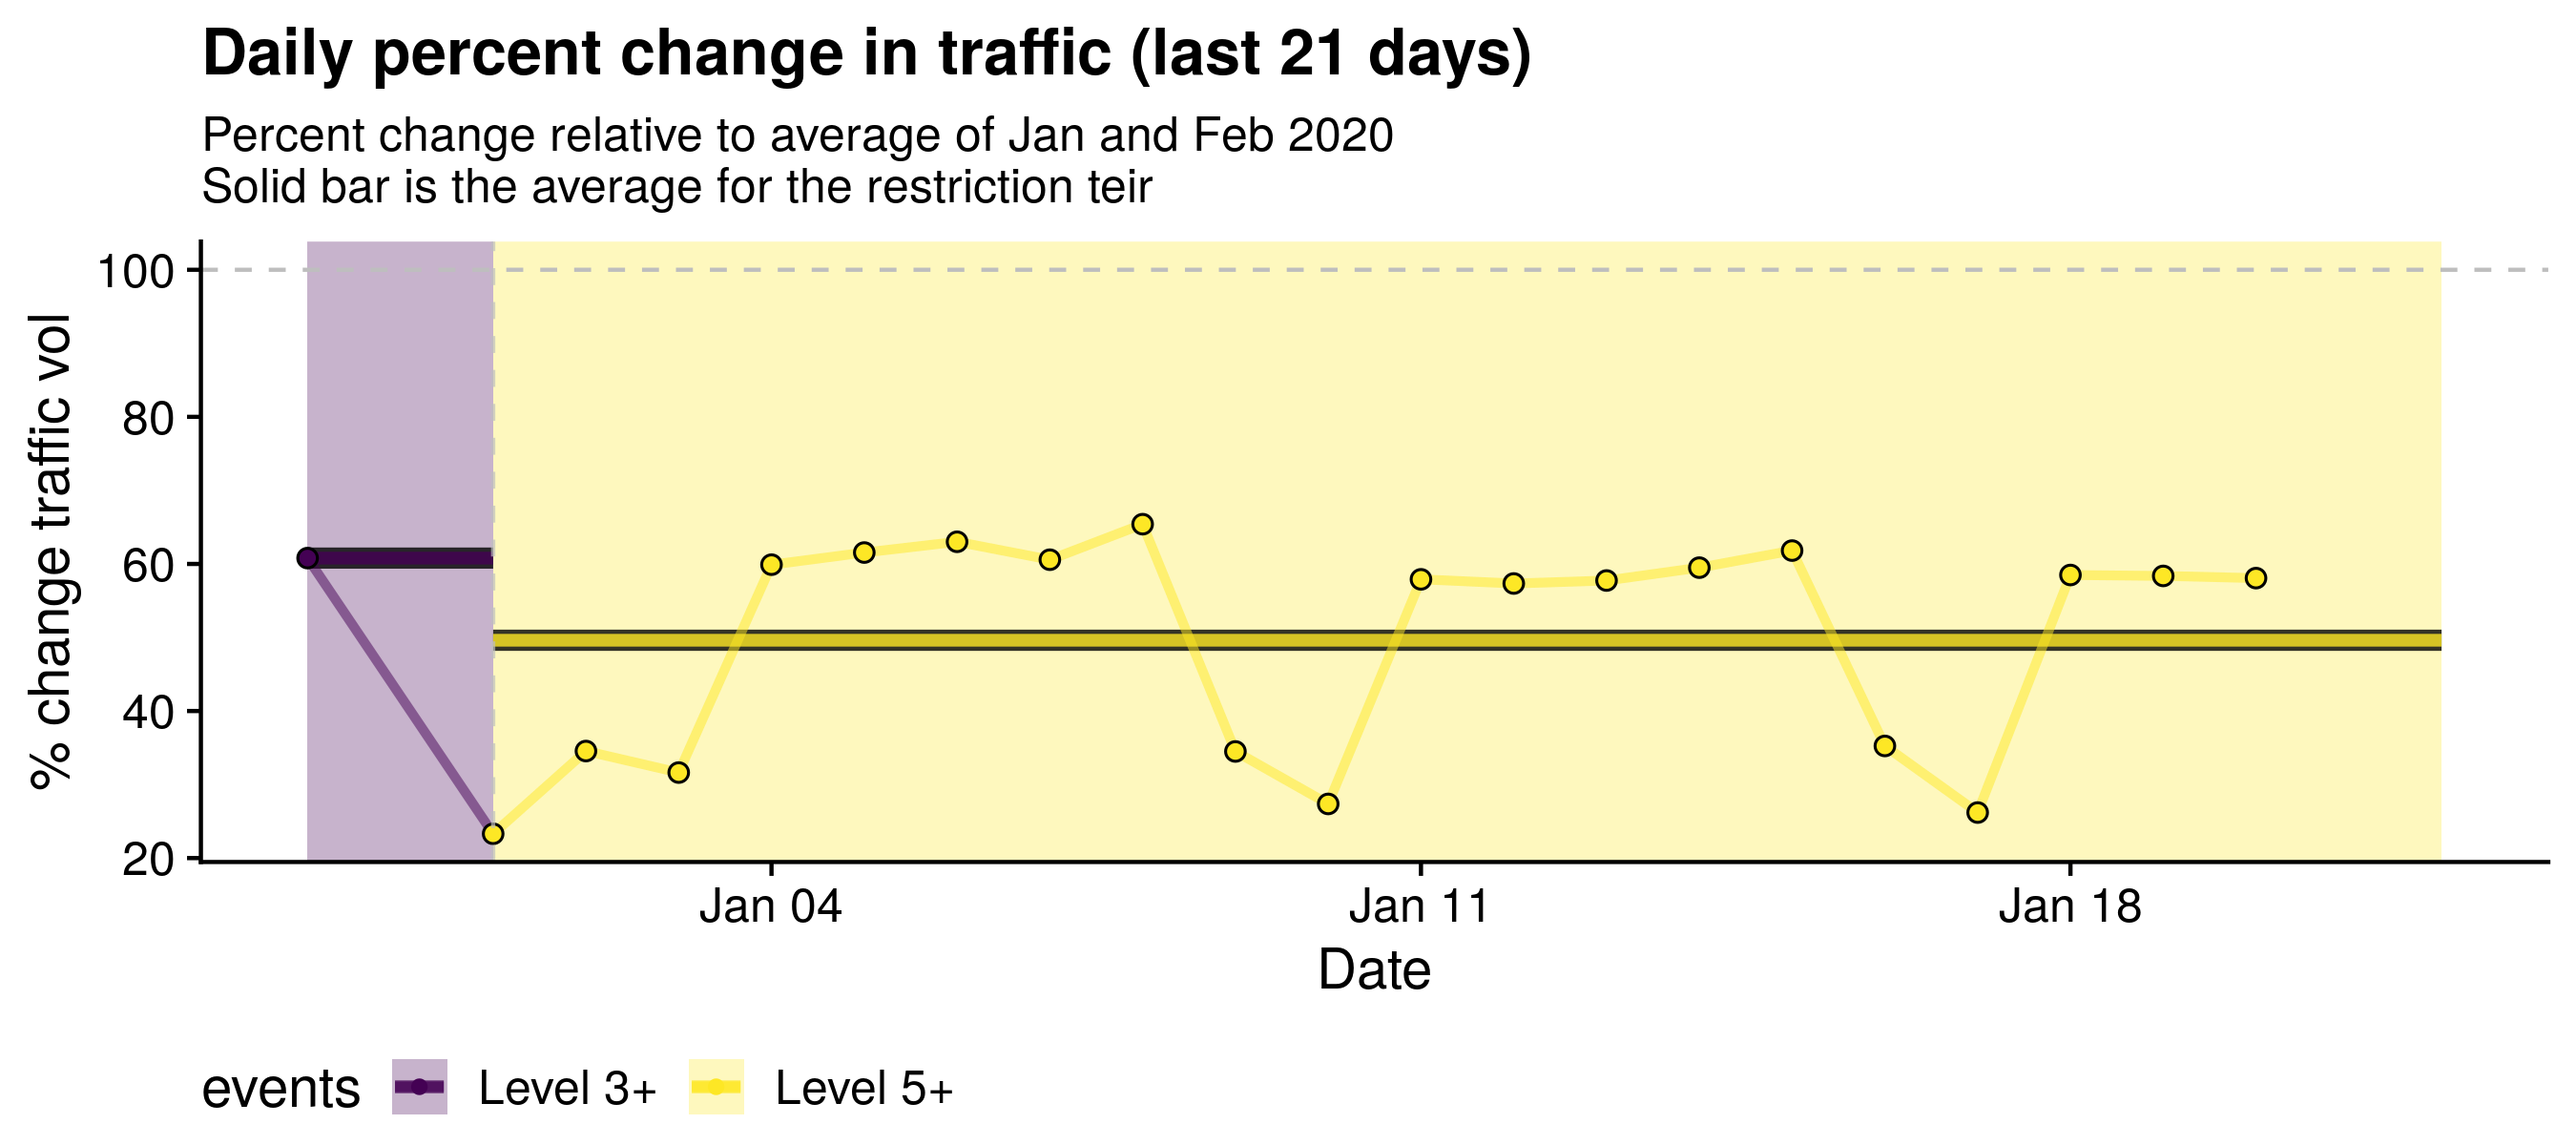 Daily percent change in traffic (last 21 days)
Percent change relative to average of Jan and Feb 2020
Solid bar is the average for the restriction teir
% change traffic vol
100
80
60
40
20
Jan 04
Jan 11
Jan 18
Date
events
Level 3+
Level 5+